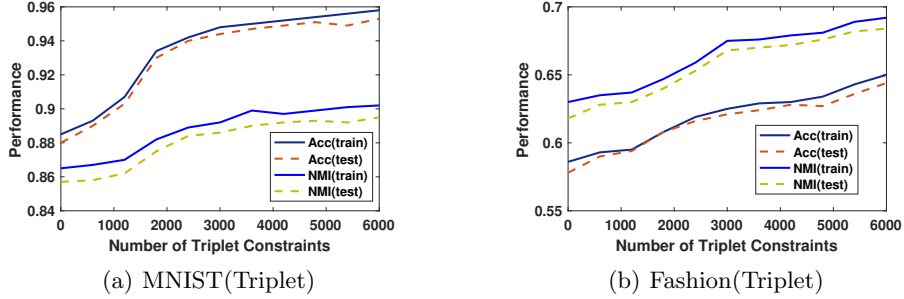 0.96
0.94
0.92
0.9
0.88
0.86
0.84
Performance
0 1000 2000 3000 4000 5000 6000
Number of Triplet Constraints
Acc(train)
Acc(test)
NMI(train)
NMI(test)
(a) MNIST(Triplet)
0.7
0.65
0.6
0.55
Performance
0 1000 2000 3000 4000 5000 6000
Number of Triplet Constraints
Acc(train)
Acc(test)
NMI(train)
NMI(test)
(b) Fashion(Triplet)